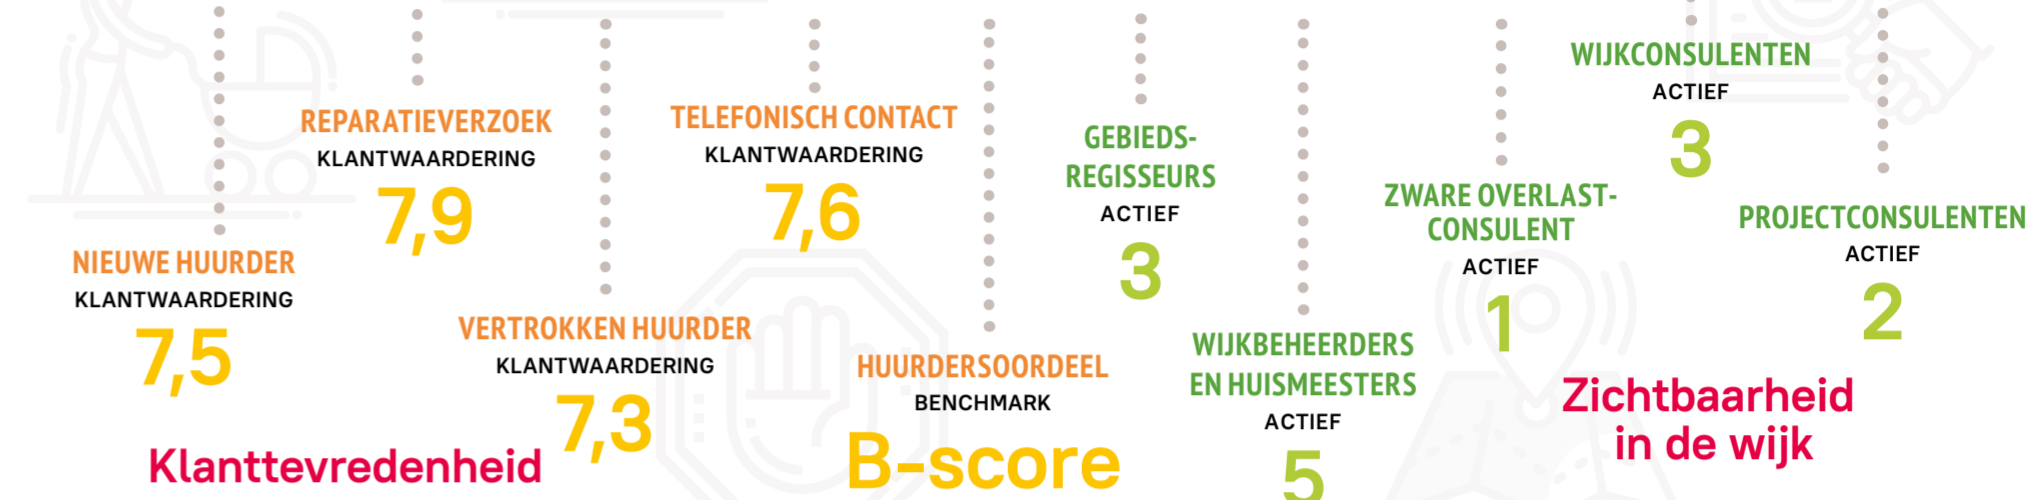 NIEUWE HUURDER
KLANTWAARDERING
7,5
REPARATIEVERZOEK
KLANTWAARDERING
7,9
VERTROKKEN HUURDER
KLANTWAARDERING
7,3
TELEFONISCH CONTACT
KLANTWAARDERING
7,6
HUURDERSOORDEEL
BENCHMARK
B-score
Klanttevredenheid
GEBIEDS-
REGISSEURS
ACTIEF
3
WIJKBEHEERDERS
EN HUISMEESTERS
ACTIEF
5
ZWARE OVERLAST-
CONSULENT
ACTIEF
1
WIJKCONSULENTEN
ACTIEF
3
PROJECTCONSULENTEN
ACTIEF
2
Zichtbaarheid
in de wijk